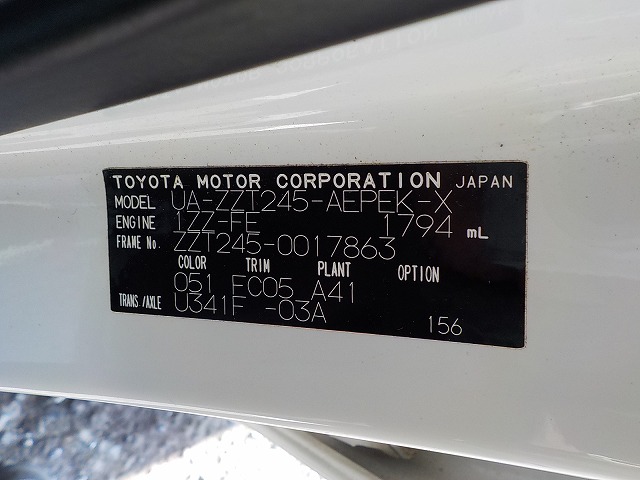 TOYOTA MOTOR CORPORATION JAPAN
MODEL UA-ZZT245-AEPEK-X
ENGINE 1ZZ-FE 1794 mL
FRAME No. ZZT245-0017863
COLOR TRIM PLANT OPTION
051 FC05 A41
TRANS./AXLE U341F -03A
156